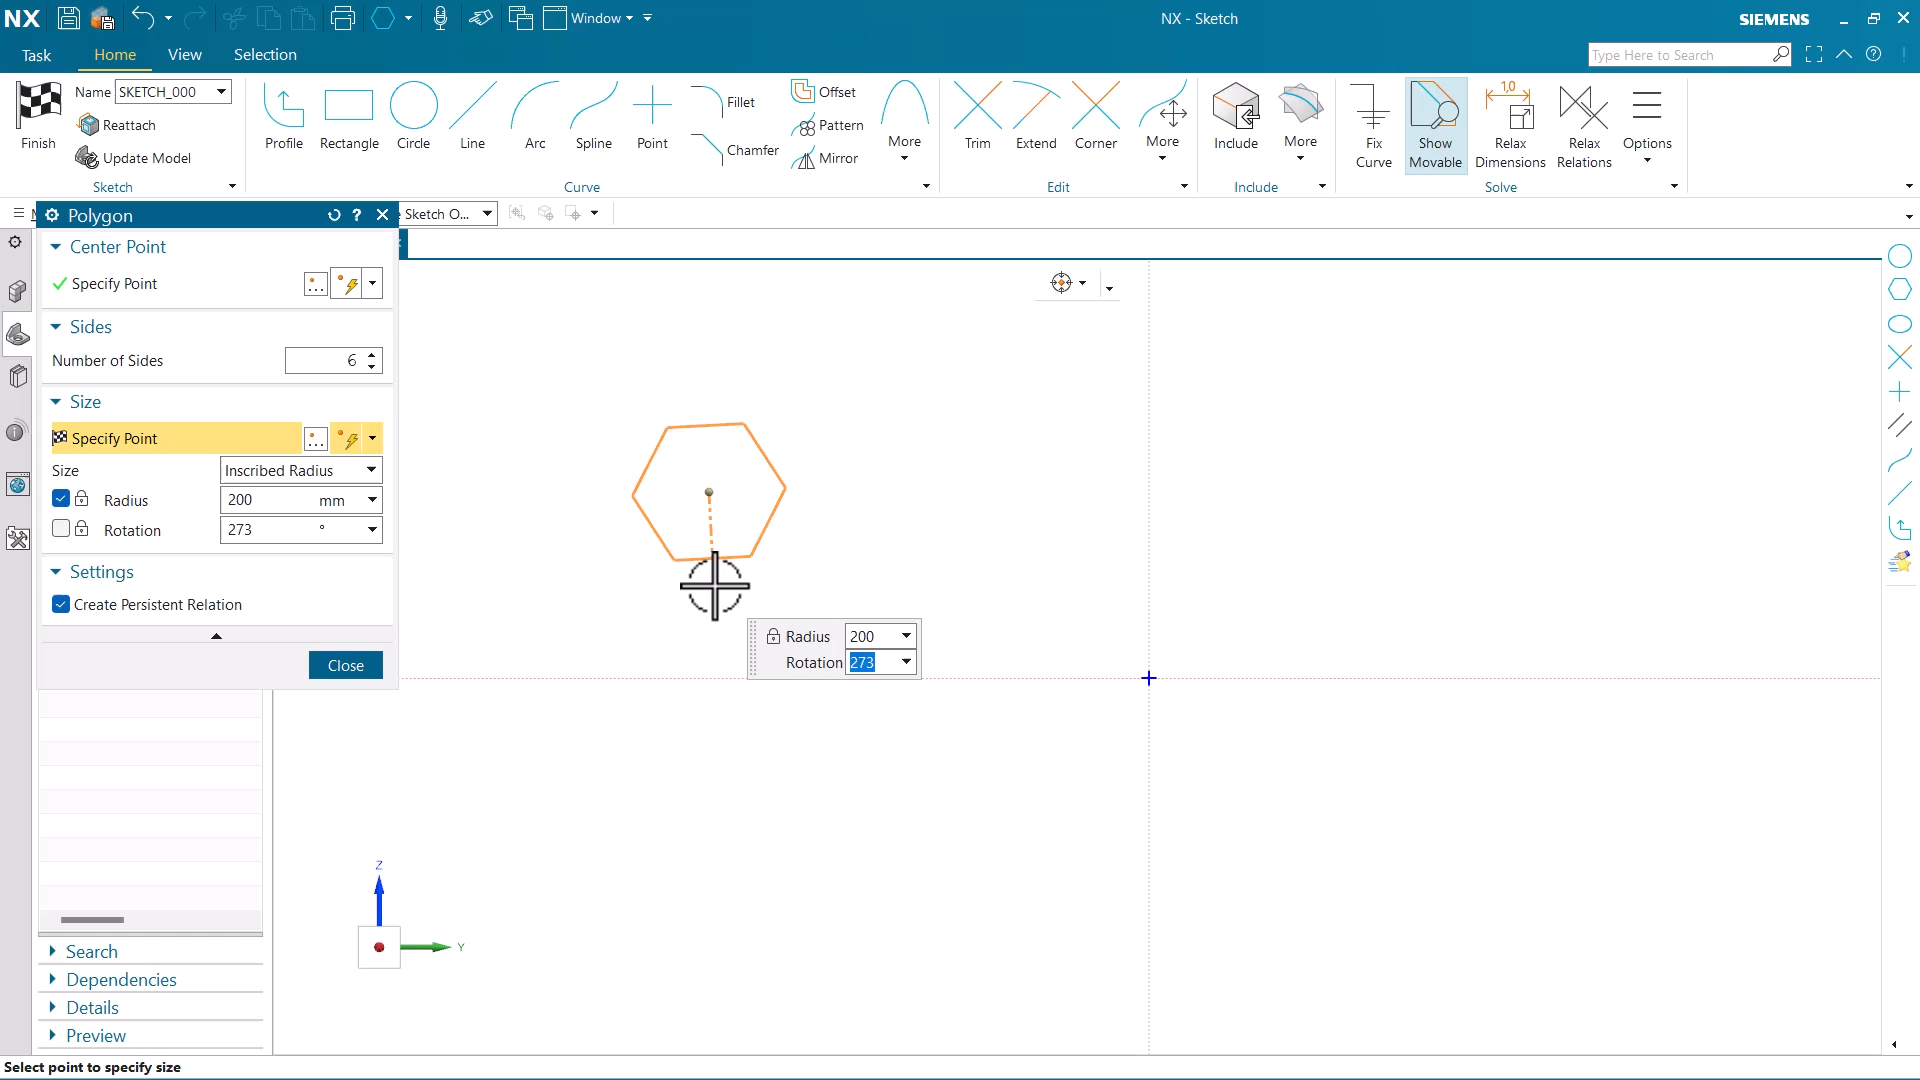 NX
Window
NX - Sketch
SIEMENS
Task
Home
View
Selection
Type Here to Search
Finish
Name
SKETCH_000
Reattach
Update Model
Sketch
Profile
Rectangle
Circle
Line
Arc
Spline
Point
Fillet
Chamfer
Offset
Pattern
Mirror
More
Curve
Trim
Extend
Corner
More
Edit
Include
More
Include
Fix
Curve
Show
Movable
1,0
Relax
Dimensions
Relax
Relations
Options
Solve
Polygon
Sketch O...
Center Point
Specify Point
Sides
Number of Sides
6
Size
Specify Point
Size
Inscribed Radius
Radius
200 mm
Rotation
273 °
Settings
Create Persistent Relation
Close
Radius 200
Rotation 273
Z
Y
Search
Dependencies
Details
Preview
Select point to specify size